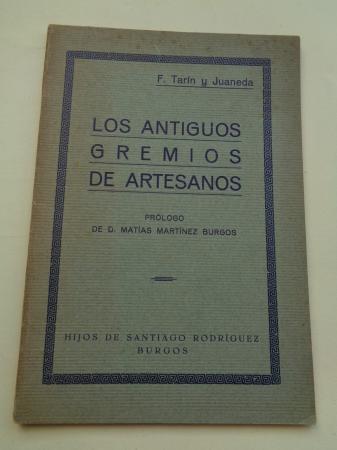 F. Tarín y Juaneda
LOS ANTIGUOS
GREMIOS
DE ARTESANOS
PRÓLOGO
DE D. MATÍAS MARTÍNEZ BURGOS
HIJOS DE SANTIAGO RODRÍGUEZ
BURGOS